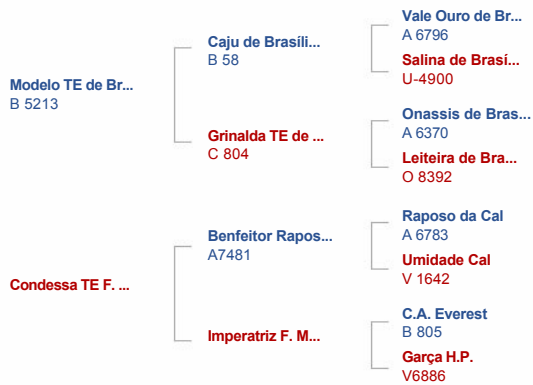 Vale Ouro de Br...
A 6796
Caju de Brasíli...
B 58
Salina de Brasí...
U-4900
Modelo TE de Br...
B 5213
Onassis de Bras...
A 6370
Grinalda TE de ...
C 804
Leiteira de Bra...
O 8392
Raposo da Cal
A 6783
Benfeitor Rapos...
A7481
Umidade Cal
V 1642
Condessa TE F. ...
C.A. Everest
B 805
Imperatriz F. M...
Garça H.P.
V6886